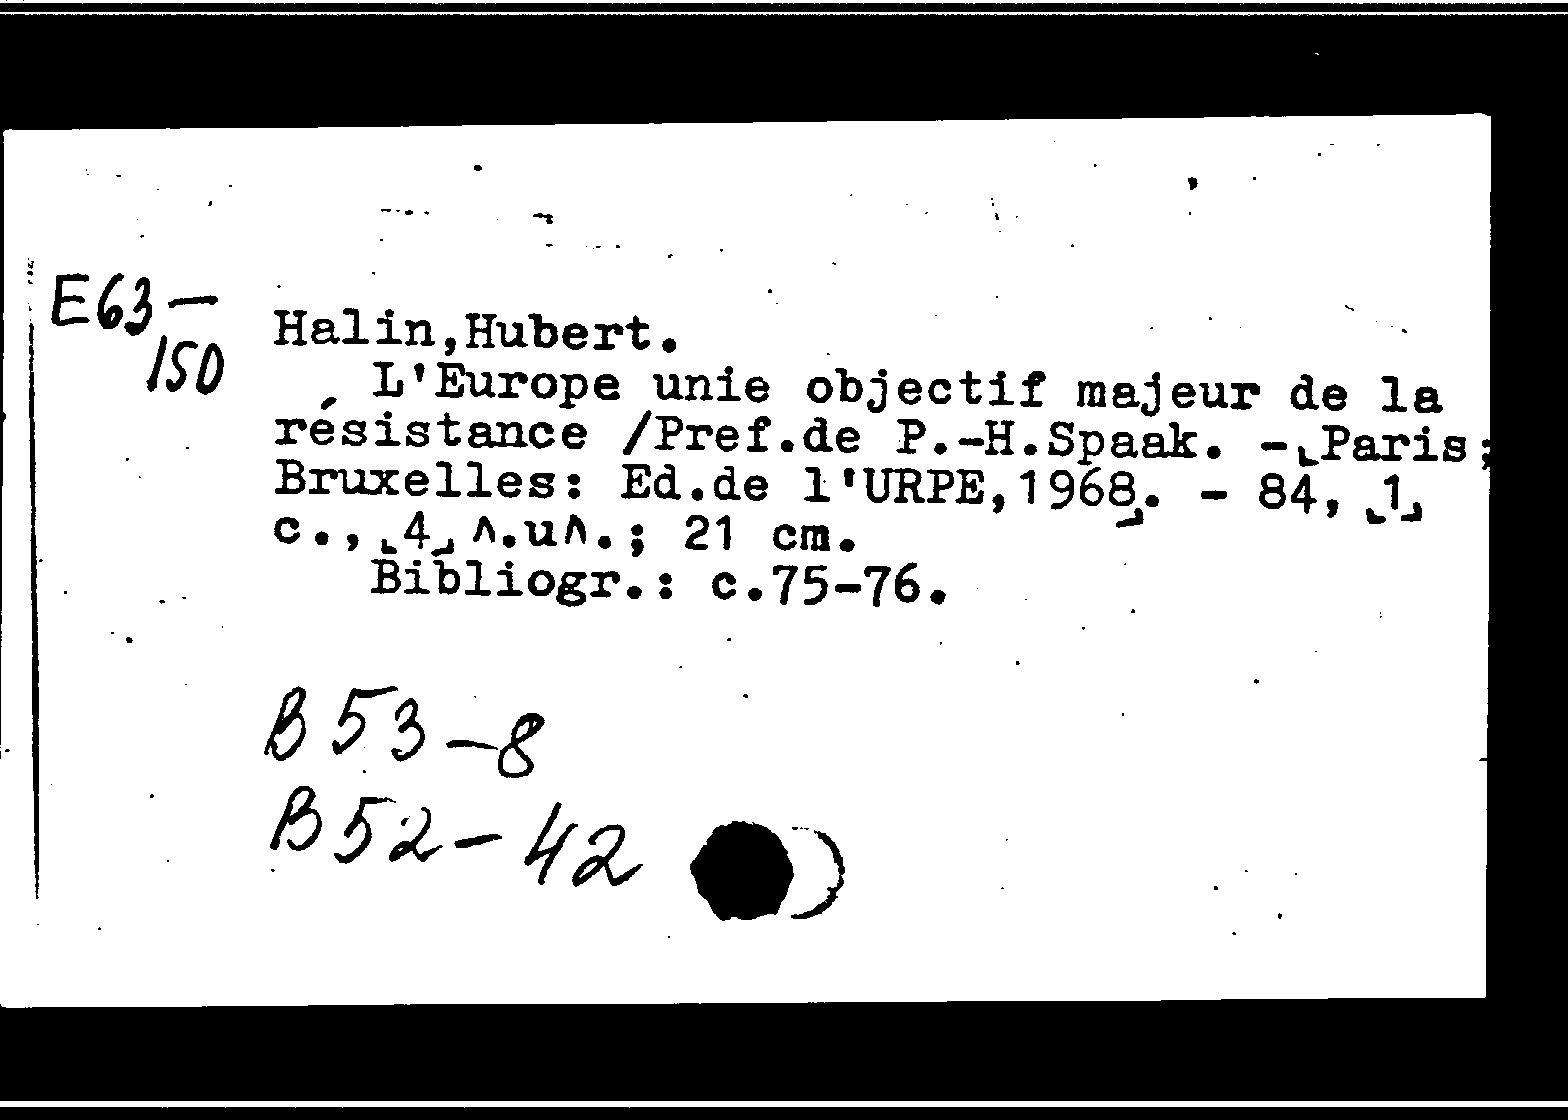 E63-
150
Halin,Hubert.
L'Europe unie objectif majeur de la
résistance /Pref.de P.-H.Spaak. -⌞Paris;
Bruxelles: Ed.de l'URPE,1968⌟. - 84, ⌞1⌟
с., ⌞4⌟ л.ил.; 21 cm.
Bibliogr.: с.75-76.
B53-8
B52-42